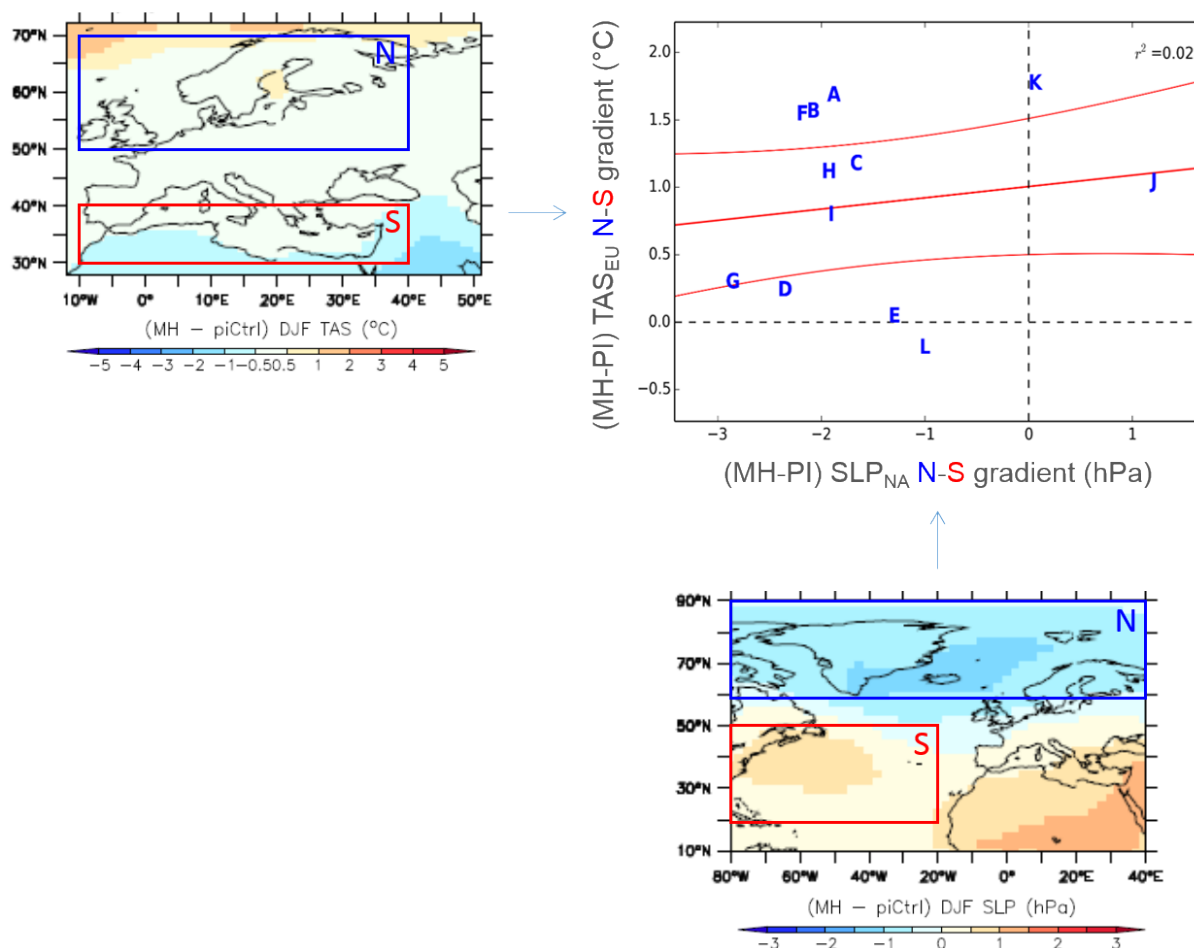 70°N
60°N
50°N
40°N
30°N
N
S
10°W 0° 10°E 20°E 30°E 40°E 50°E
(MH − piCtrl) DJF TAS (°C)
−5 −4 −3 −2 −1 −0.5 0.5 1 2 3 4 5
(MH-PI) TAS_EU N-S gradient (°C)
2.0
1.5
1.0
0.5
0.0
−0.5
r² =0.02
K
A
B
F
C
H
J
I
G
D
E
L
−3 −2 −1 0 1
(MH-PI) SLP_NA N-S gradient (hPa)
90°N
70°N
50°N
30°N
10°N
N
S
80°W 60°W 40°W 20°W 0° 20°E 40°E
(MH − piCtrl) DJF SLP (hPa)
−3 −2 −1 0 1 2 3